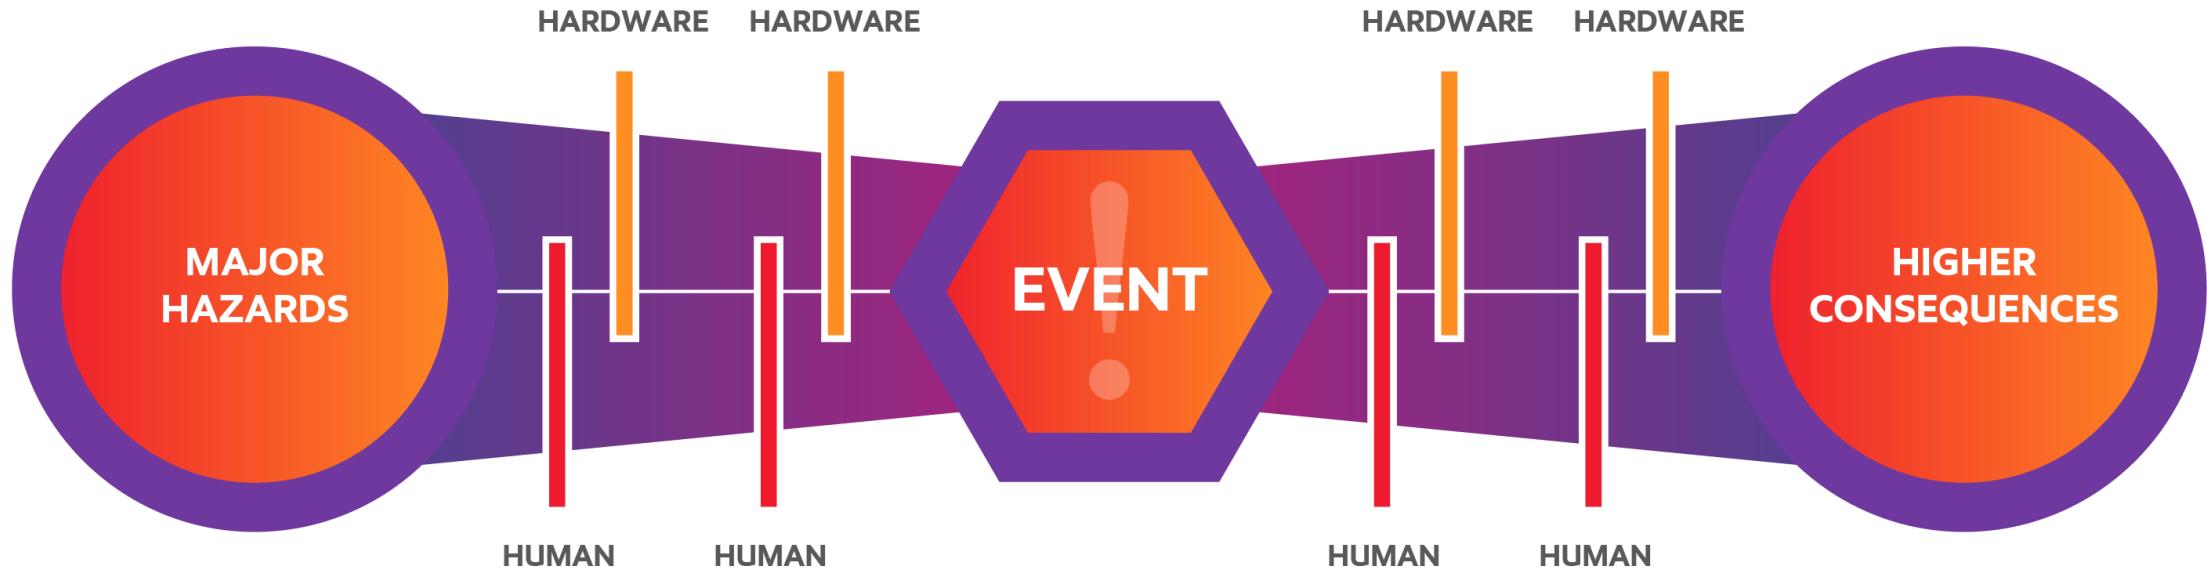 HARDWARE HARDWARE HARDWARE HARDWARE
MAJOR
HAZARDS
EVENT
HIGHER
CONSEQUENCES
HUMAN HUMAN HUMAN HUMAN